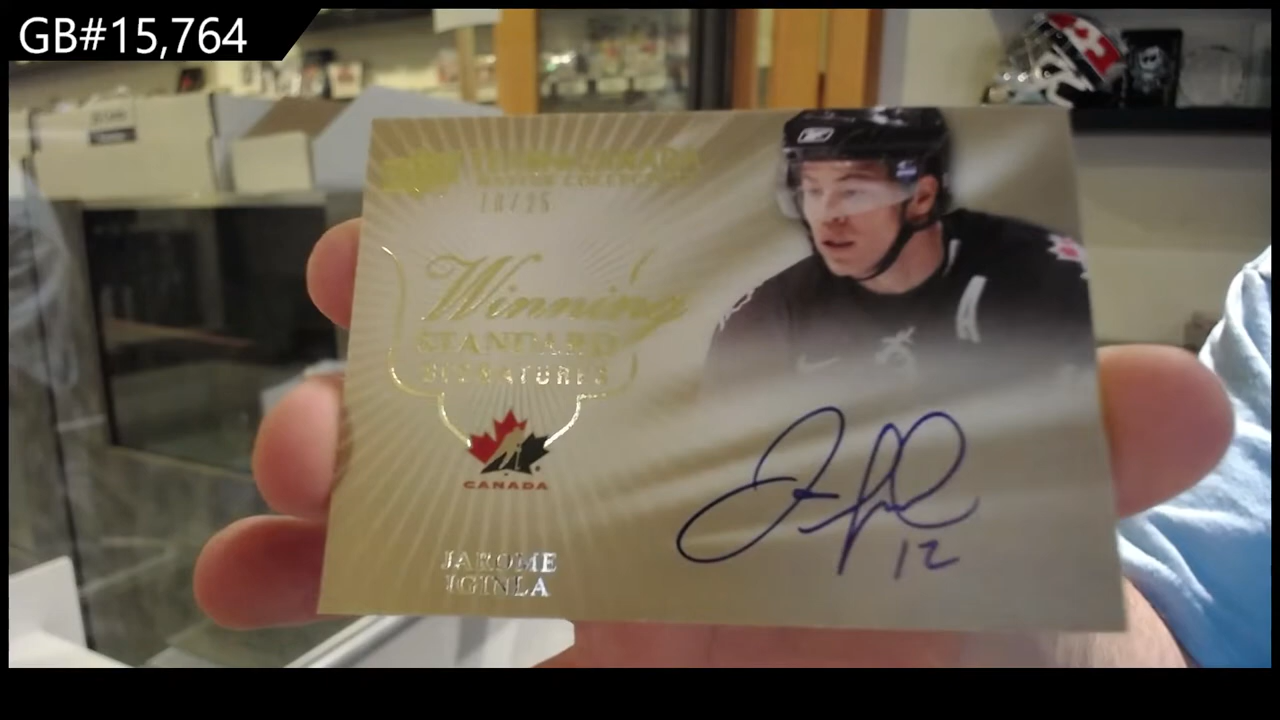 GB#15,764
Winning
STANDARD
SIGNATURES
CANADA
JAROME
IGINLA
12